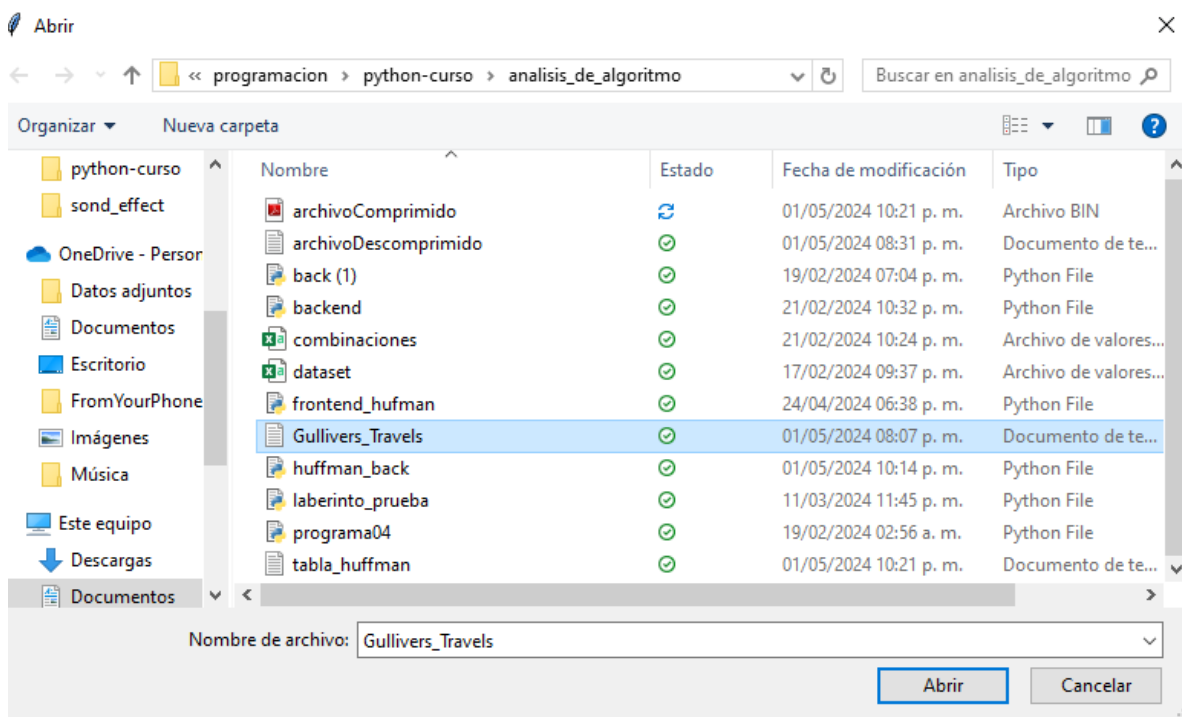 Abrir
« programacion › python-curso › analisis_de_algoritmo Buscar en analisis_de_algoritmo
Organizar Nueva carpeta
python-curso
sond_effect
OneDrive - Person
Datos adjuntos
Documentos
Escritorio
FromYourPhone
Imágenes
Música
Este equipo
Descargas
Documentos
Nombre Estado Fecha de modificación Tipo
archivoComprimido 01/05/2024 10:21 p. m. Archivo BIN
archivoDescomprimido 01/05/2024 08:31 p. m. Documento de te...
back (1) 19/02/2024 07:04 p. m. Python File
backend 21/02/2024 10:32 p. m. Python File
combinaciones 21/02/2024 10:24 p. m. Archivo de valores...
dataset 17/02/2024 09:37 p. m. Archivo de valores...
frontend_hufman 24/04/2024 06:38 p. m. Python File
Gullivers_Travels 01/05/2024 08:07 p. m. Documento de te...
huffman_back 01/05/2024 10:14 p. m. Python File
laberinto_prueba 11/03/2024 11:45 p. m. Python File
programa04 19/02/2024 02:56 a. m. Python File
tabla_huffman 01/05/2024 10:21 p. m. Documento de te...
Nombre de archivo: Gullivers_Travels
Abrir Cancelar